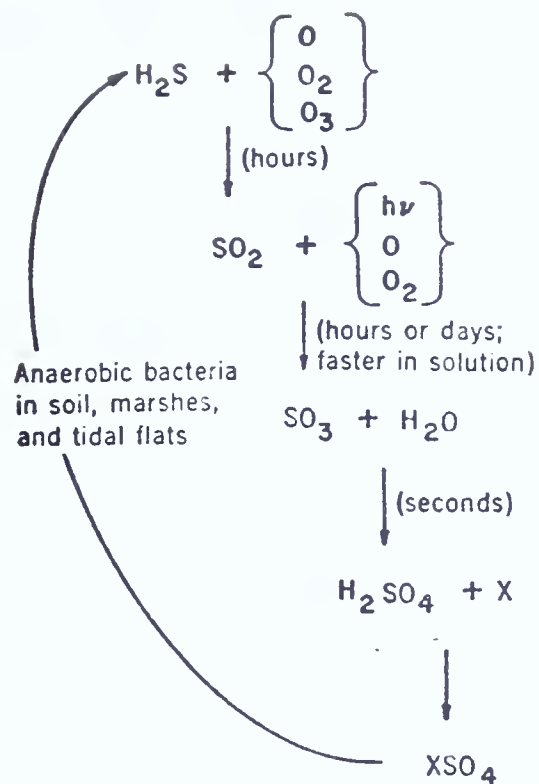 H₂S + { O
O₂
O₃ }
(hours)
SO₂ + { hν
O
O₂ }
(hours or days;
faster in solution)
Anaerobic bacteria
in soil, marshes,
and tidal flats
SO₃ + H₂O
(seconds)
H₂SO₄ + X
XSO₄